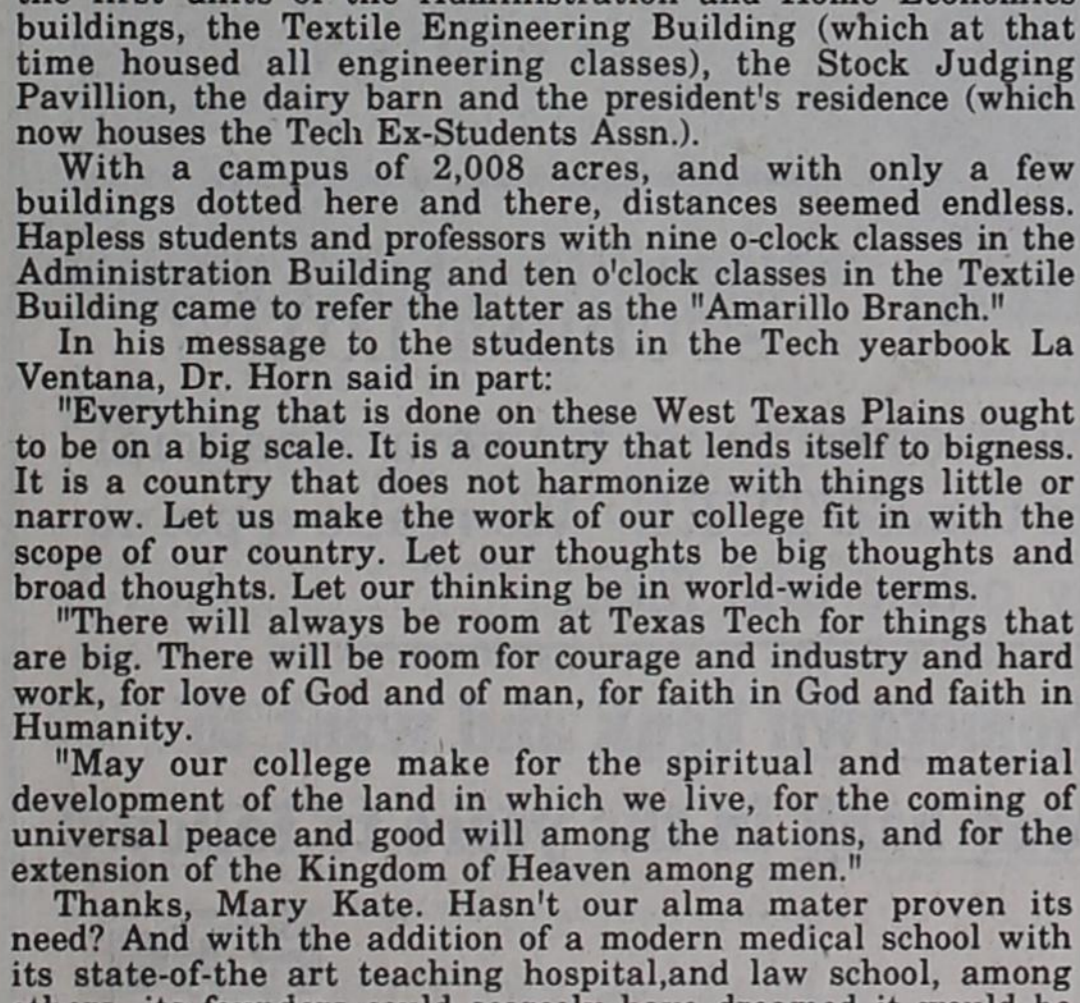 the first units of the Administration and Home Economics
buildings, the Textile Engineering Building (which at that
time housed all engineering classes), the Stock Judging
Pavillion, the dairy barn and the president's residence (which
now houses the Tech Ex-Students Assn.).
With a campus of 2,008 acres, and with only a few
buildings dotted here and there, distances seemed endless.
Hapless students and professors with nine o-clock classes in the
Administration Building and ten o'clock classes in the Textile
Building came to refer the latter as the "Amarillo Branch."
In his message to the students in the Tech yearbook La
Ventana, Dr. Horn said in part:
"Everything that is done on these West Texas Plains ought
to be on a big scale. It is a country that lends itself to bigness.
It is a country that does not harmonize with things little or
narrow. Let us make the work of our college fit in with the
scope of our country. Let our thoughts be big thoughts and
broad thoughts. Let our thinking be in world-wide terms.
"There will always be room at Texas Tech for things that
are big. There will be room for courage and industry and hard
work, for love of God and of man, for faith in God and faith in
Humanity.
"May our college make for the spiritual and material
development of the land in which we live, for the coming of
universal peace and good will among the nations, and for the
extension of the Kingdom of Heaven among men."
Thanks, Mary Kate. Hasn't our alma mater proven its
need? And with the addition of a modern medical school with
its state-of-the art teaching hospital,and law school, among